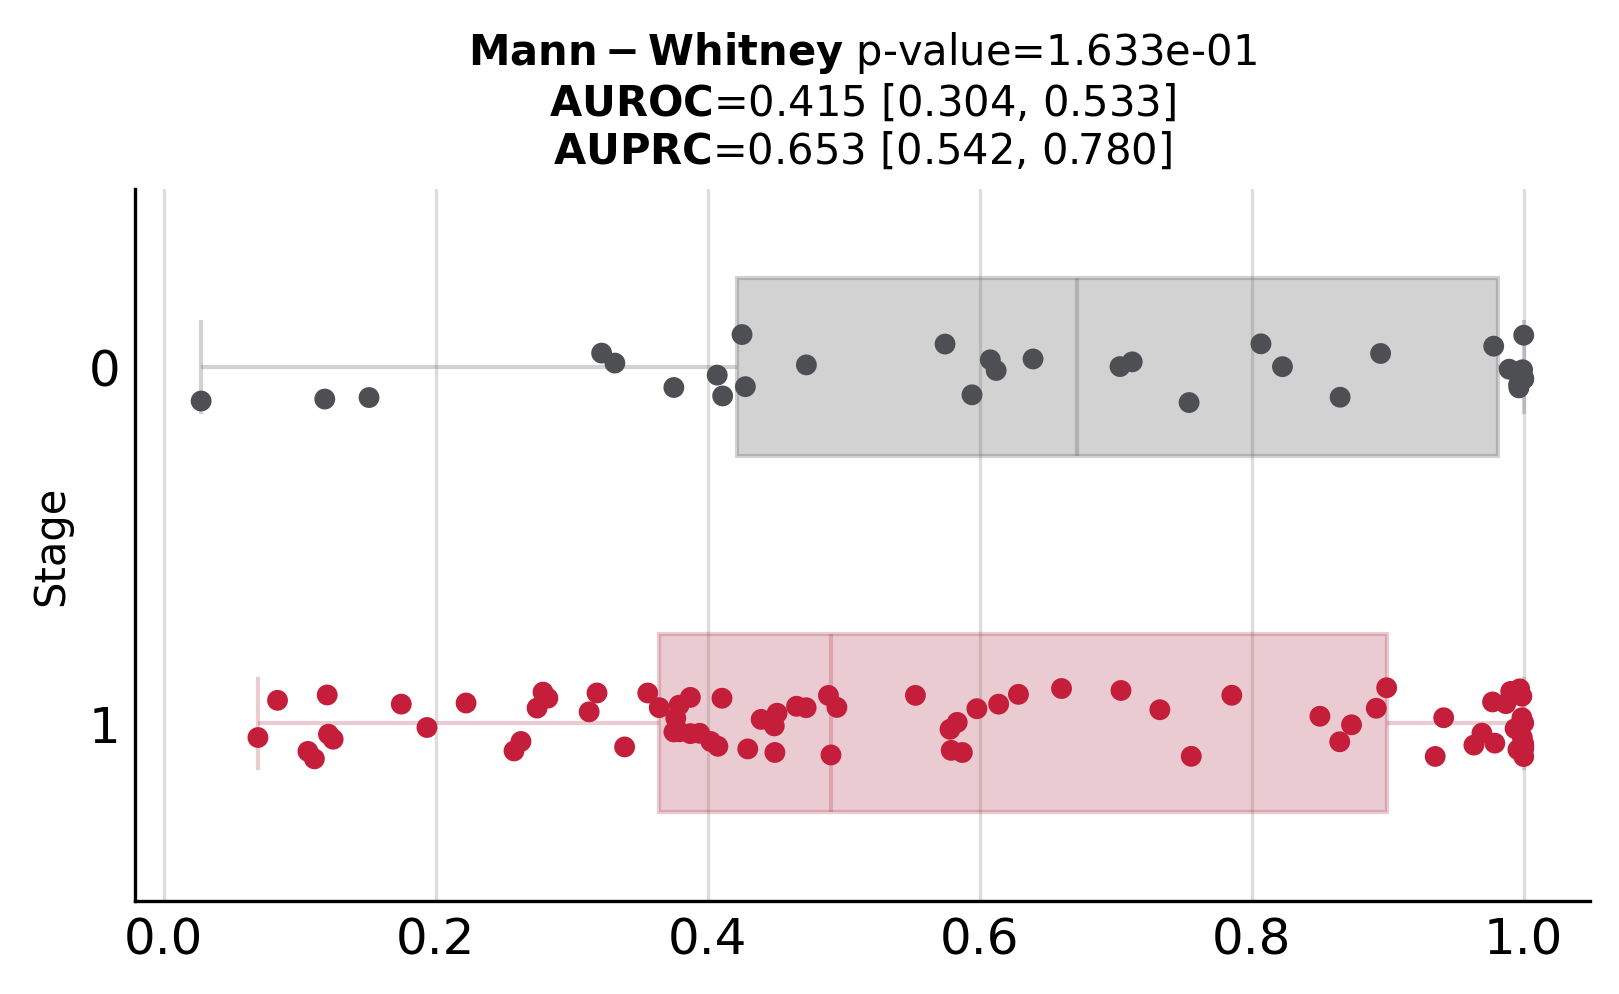 Mann−Whitney p-value=1.633e-01
AUROC=0.415 [0.304, 0.533]
AUPRC=0.653 [0.542, 0.780]
Stage
0
1
0.0 0.2 0.4 0.6 0.8 1.0